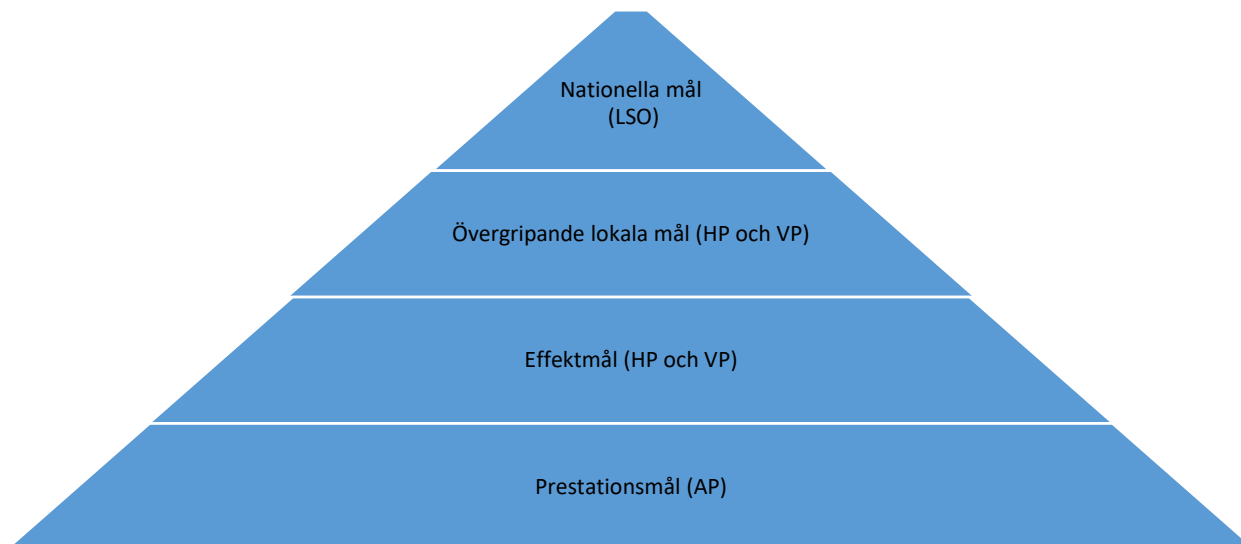 Nationella mål
(LSO)
Övergripande lokala mål (HP och VP)
Effektmål (HP och VP)
Prestationsmål (AP)